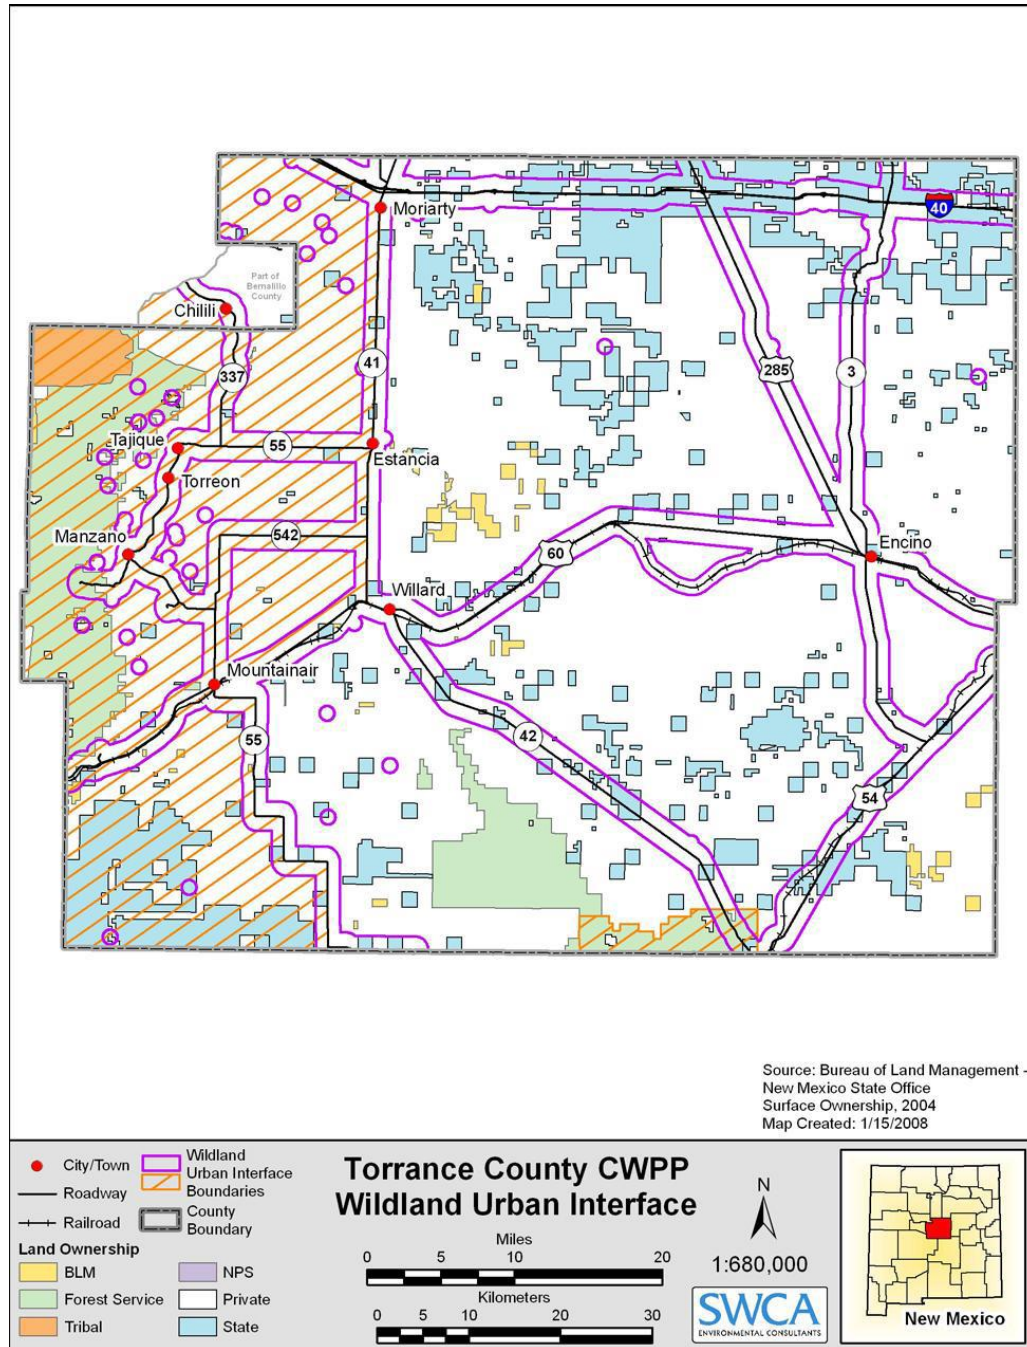 Moriarty
40
Part of
Bernalillo
County
Chilili
337
41
285
3
Tajique
55
Estancia
Torreon
542
Manzano
60
Encino
Willard
Mountainair
55
42
54
Source: Bureau of Land Management -
New Mexico State Office
Surface Ownership, 2004
Map Created: 1/15/2008
City/Town
Roadway
Railroad
Wildland
Urban Interface
Boundaries
County
Boundary
Land Ownership
BLM
Forest Service
Tribal
NPS
Private
State
Torrance County CWPP
Wildland Urban Interface
Miles
0 5 10 20
Kilometers
0 5 10 20 30
N
1:680,000
SWCA
ENVIRONMENTAL CONSULTANTS
New Mexico